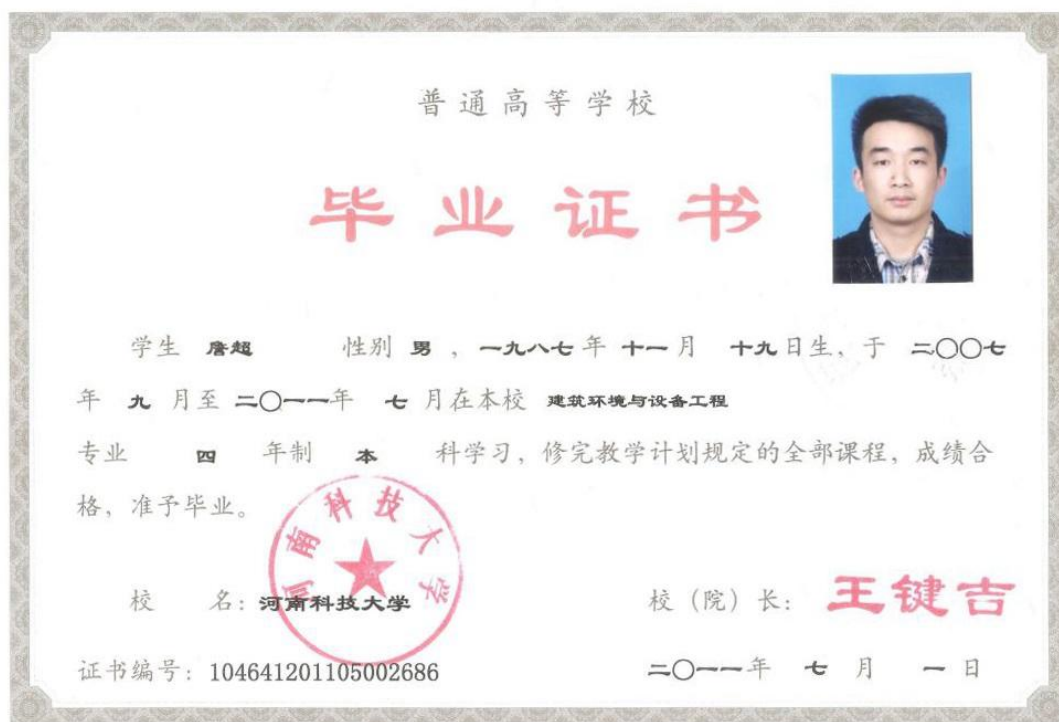 普通高等学校
毕业证书
学生 詹超 性别 男 , 一九八七年 十一月 十九日生, 于 二〇〇七
年 九 月至 二〇一一年 七 月在本校 建筑环境与设备工程
专业 四 年制 本 科学习, 修完教学计划规定的全部课程, 成绩合
格, 准予毕业。
河南科技大学
校 名: 河南科技大学 校 (院) 长: 王键吉
证书编号: 104641201105002686 二〇一一年 七 月 一日